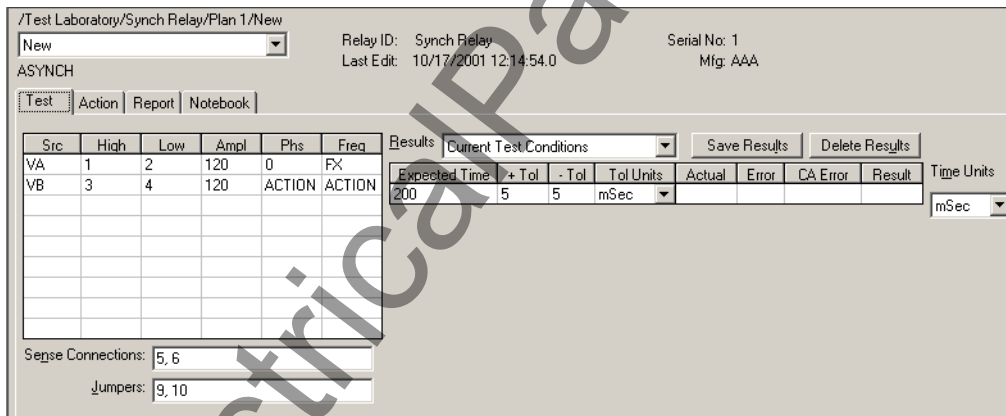 /Test Laboratory/Synch Relay/Plan 1/New
New
Relay ID: Synch Relay
Serial No: 1
Last Edit: 10/17/2001 12:14:54.0
Mfg: AAA
ASYNCH
Test Action Report Notebook
Src High Low Ampl Phs Freq
VA 1 2 120 0 FX
VB 3 4 120 ACTION ACTION
Sense Connections: 5, 6
Jumpers: 9, 10
Results Current Test Conditions Save Results Delete Results
Expected Time + Tol - Tol Tol Units Actual Error CA Error Result
200 5 5 mSec
Time Units
mSec